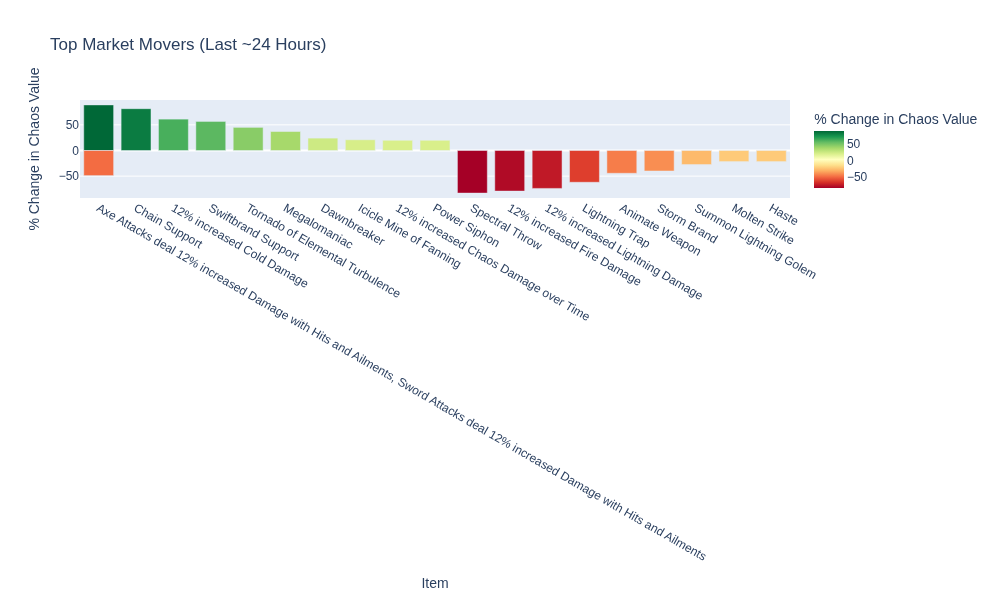 Top Market Movers (Last ~24 Hours)
% Change in Chaos Value
50
0
−50
Axe Attacks deal 12% increased Damage with Hits and Ailments, Sword Attacks deal 12% increased Damage with Hits and Ailments
Chain Support
12% increased Cold Damage
Swiftbrand Support
Tornado of Elemental Turbulence
Megalomaniac
Dawnbreaker
Icicle Mine of Fanning
12% increased Chaos Damage over Time
Power Siphon
Spectral Throw
12% increased Fire Damage
12% increased Lightning Damage
Lightning Trap
Animate Weapon
Storm Brand
Summon Lightning Golem
Molten Strike
Haste
Item
% Change in Chaos Value
50
0
−50